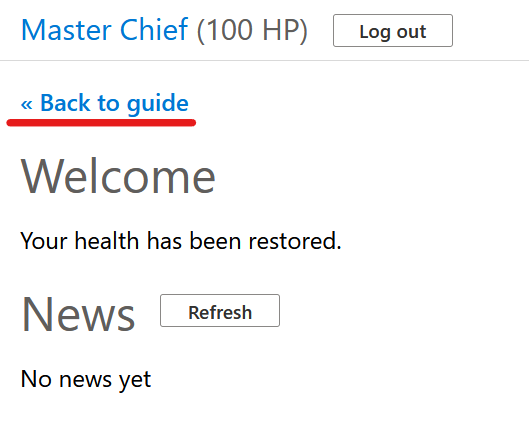 Master Chief (100 HP) Log out
« Back to guide
Welcome
Your health has been restored.
News Refresh
No news yet